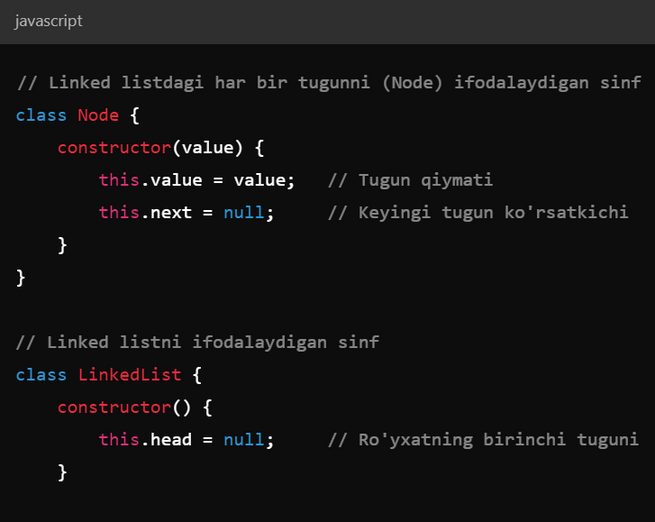 javascript
// Linked listdagi har bir tugunni (Node) ifodalaydigan sinf
class Node {
    constructor(value) {
        this.value = value;   // Tugun qiymati
        this.next = null;     // Keyingi tugun ko'rsatkichi
    }
}
// Linked listni ifodalaydigan sinf
class LinkedList {
    constructor() {
        this.head = null;     // Ro'yxatning birinchi tuguni
    }